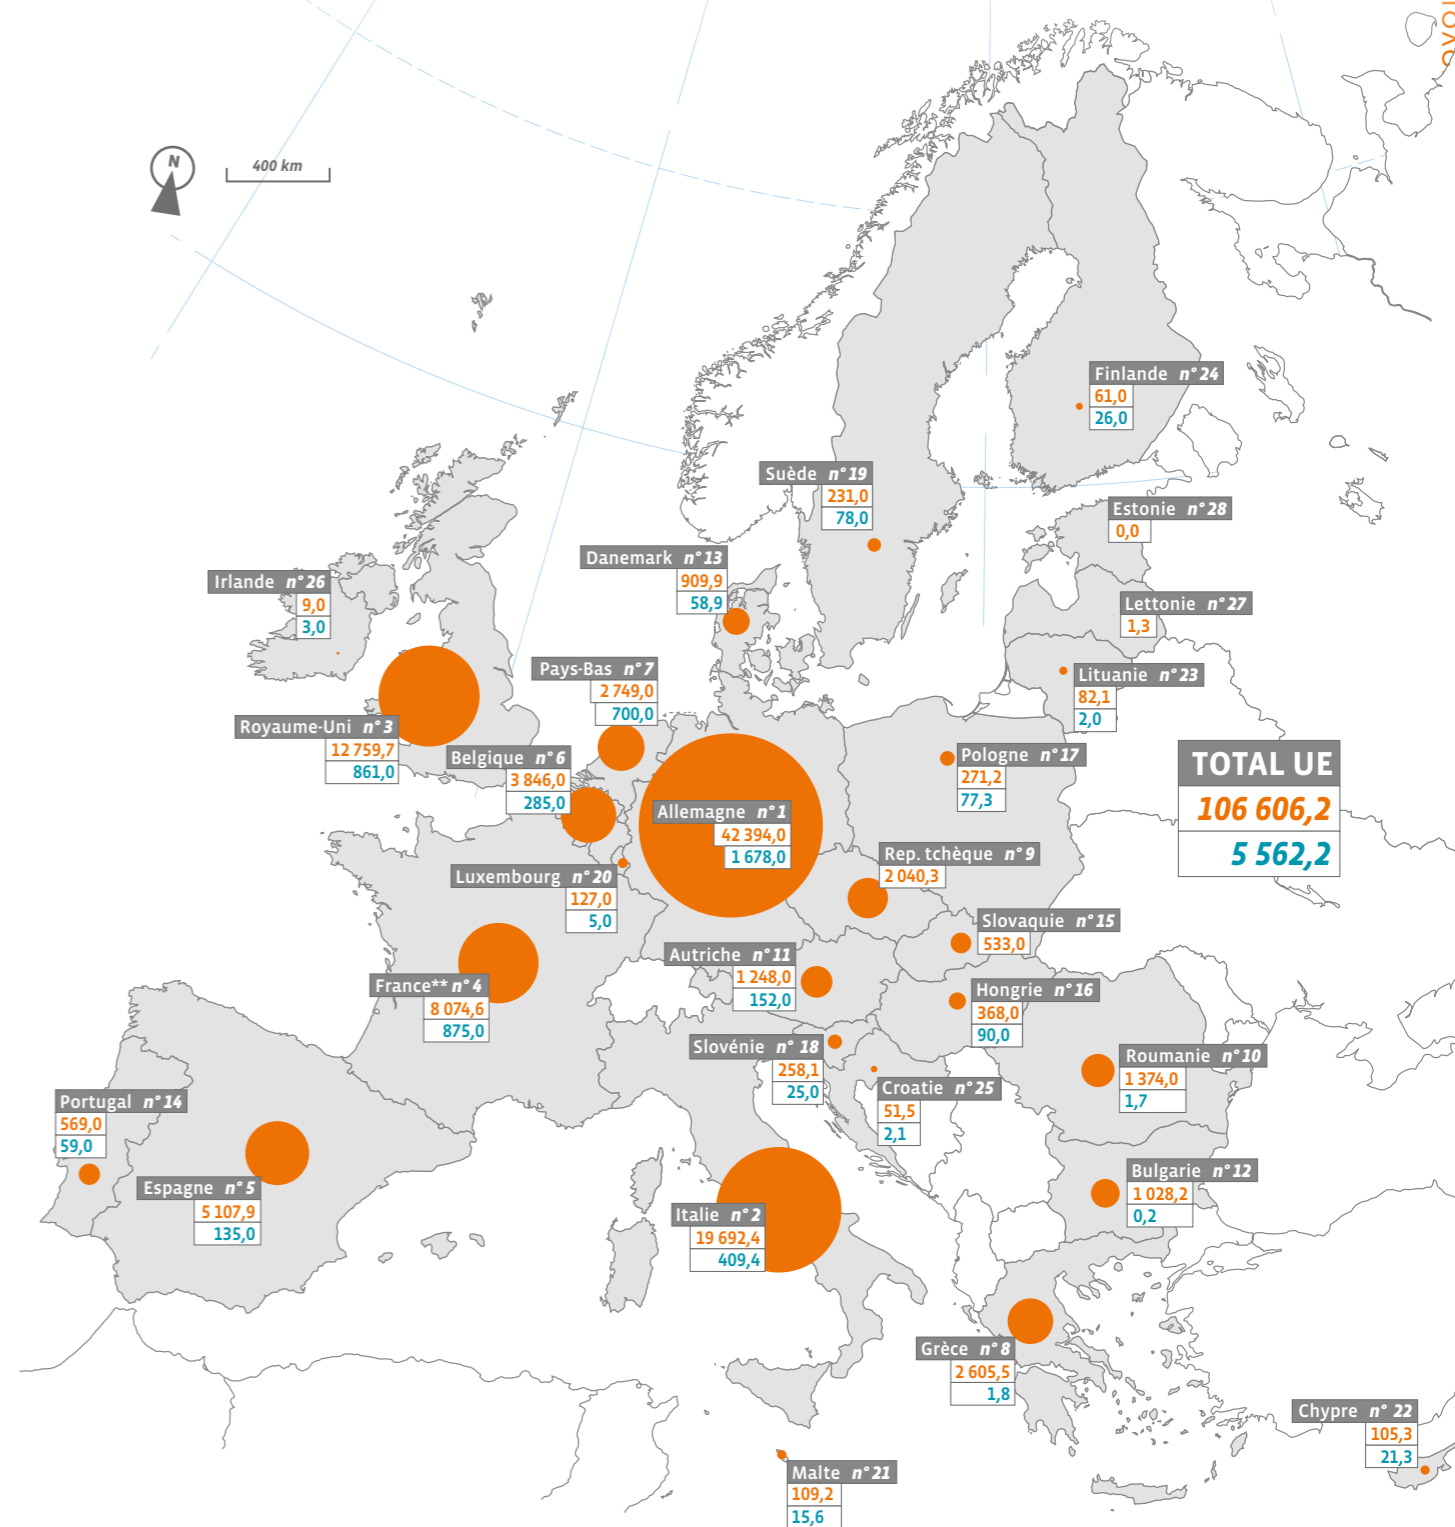 N
400 km
Finlande n° 24
61,0
26,0
Suède n° 19
231,0
78,0
Estonie n° 28
0,0
Danemark n° 13
909,9
58,9
Irlande n° 26
9,0
3,0
Lettonie n° 27
1,3
Pays-Bas n° 7
2 749,0
700,0
Lituanie n° 23
82,1
2,0
Royaume-Uni n° 3
12 759,7
861,0
Belgique n° 6
3 846,0
285,0
Pologne n° 17
271,2
77,3
TOTAL UE
106 606,2
5 562,2
Allemagne n° 1
42 394,0
1 678,0
Rep. tchèque n° 9
2 040,3
Luxembourg n° 20
127,0
5,0
Slovaquie n° 15
533,0
Autriche n° 11
1 248,0
152,0
France** n° 4
8 074,6
875,0
Hongrie n° 16
368,0
90,0
Slovénie n° 18
258,1
25,0
Roumanie n° 10
1 374,0
1,7
Croatie n° 25
51,5
2,1
Portugal n° 14
569,0
59,0
Espagne n° 5
5 107,9
135,0
Bulgarie n° 12
1 028,2
0,2
Italie n° 2
19 692,4
409,4
Grèce n° 8
2 605,5
1,8
Chypre n° 22
105,3
21,3
Malte n° 21
109,2
15,6